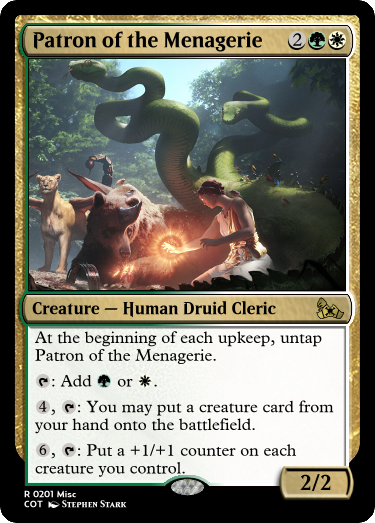 Patron of the Menagerie 2
Creature — Human Druid Cleric
At the beginning of each upkeep, untap
Patron of the Menagerie.
: Add or .
4, : You may put a creature card from
your hand onto the battlefield.
6, : Put a +1/+1 counter on each
creature you control.
2/2
R 0201 Misc
COT Stephen Stark